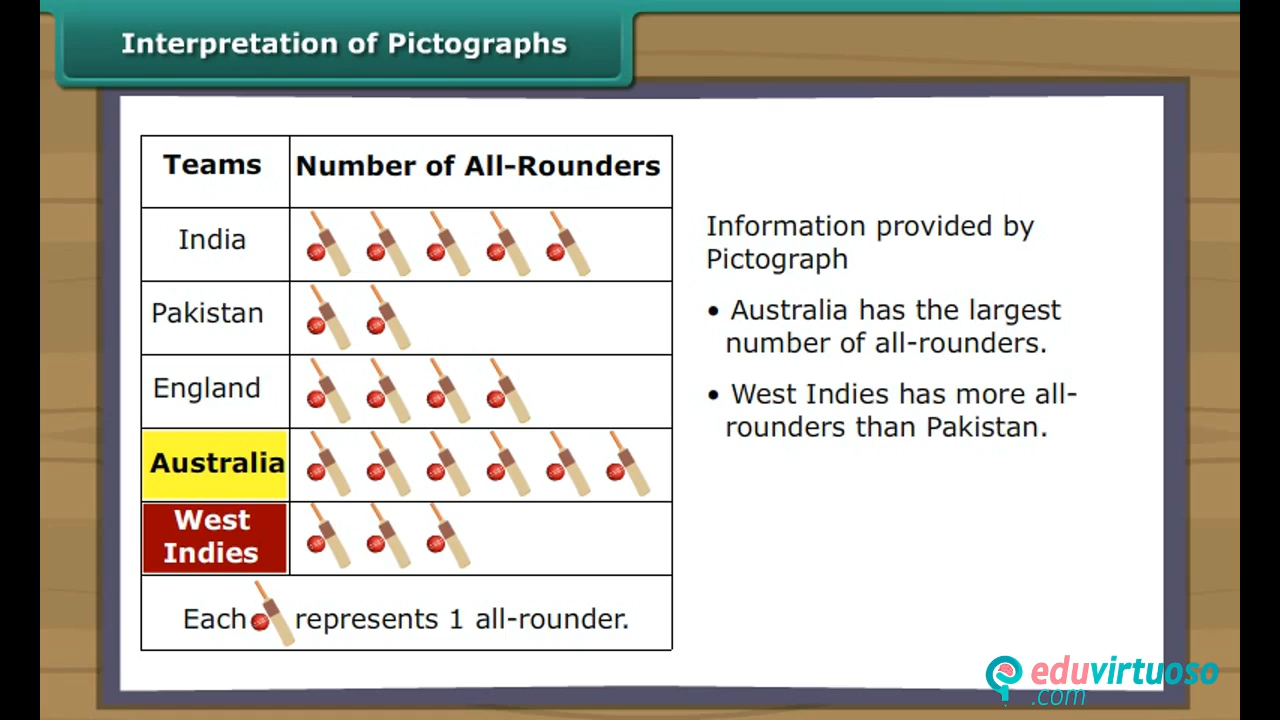 Interpretation of Pictographs
Teams
Number of All-Rounders
India
Pakistan
England
Australia
West
Indies
Each represents 1 all-rounder.
Information provided by
Pictograph
• Australia has the largest
number of all-rounders.
• West Indies has more all-
rounders than Pakistan.
eduvirtuoso
.com